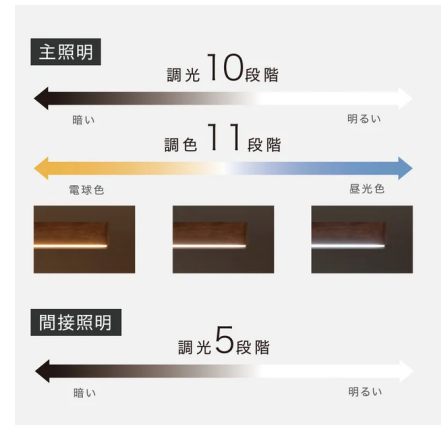 主照明
調光10段階
暗い 明るい
調色11段階
電球色 昼光色
間接照明
調光5段階
暗い 明るい